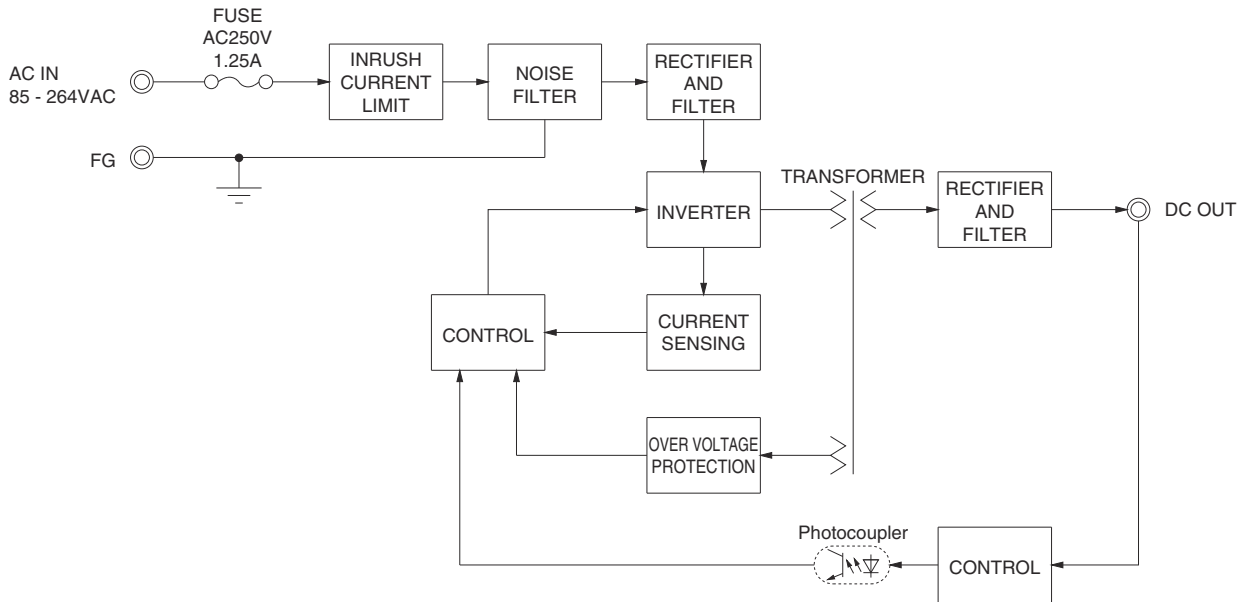 FUSE
AC250V
1.25A
AC IN
85 - 264VAC
INRUSH
CURRENT
LIMIT
NOISE
FILTER
RECTIFIER
AND
FILTER
FG
INVERTER
TRANSFORMER
RECTIFIER
AND
FILTER
DC OUT
CONTROL
CURRENT
SENSING
OVER VOLTAGE
PROTECTION
Photocoupler
CONTROL